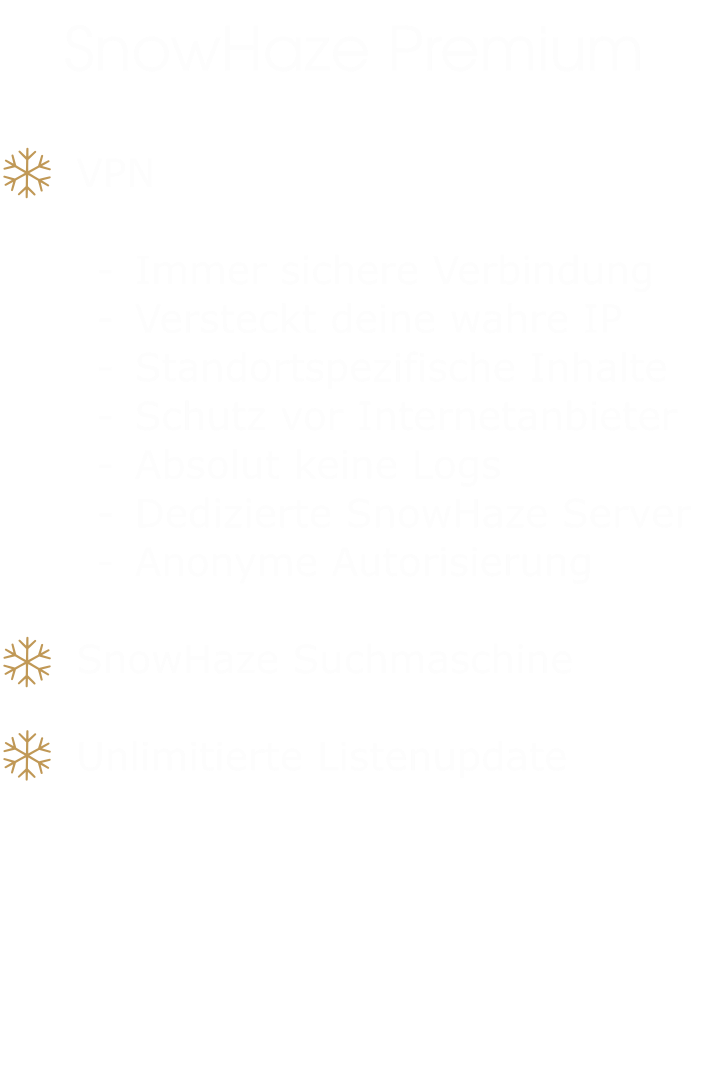 SnowHaze Premium
VPN
- Immer sichere Verbindung
- Versteckt deine wahre IP
- Standortspezifische Inhalte
- Schutz vor Internetanbieter
- Absolut keine Logs
- Dedizierte SnowHaze Server
- Anonyme Autorisierung
SnowHaze Suchmaschine
Unlimitierte Listenupdate